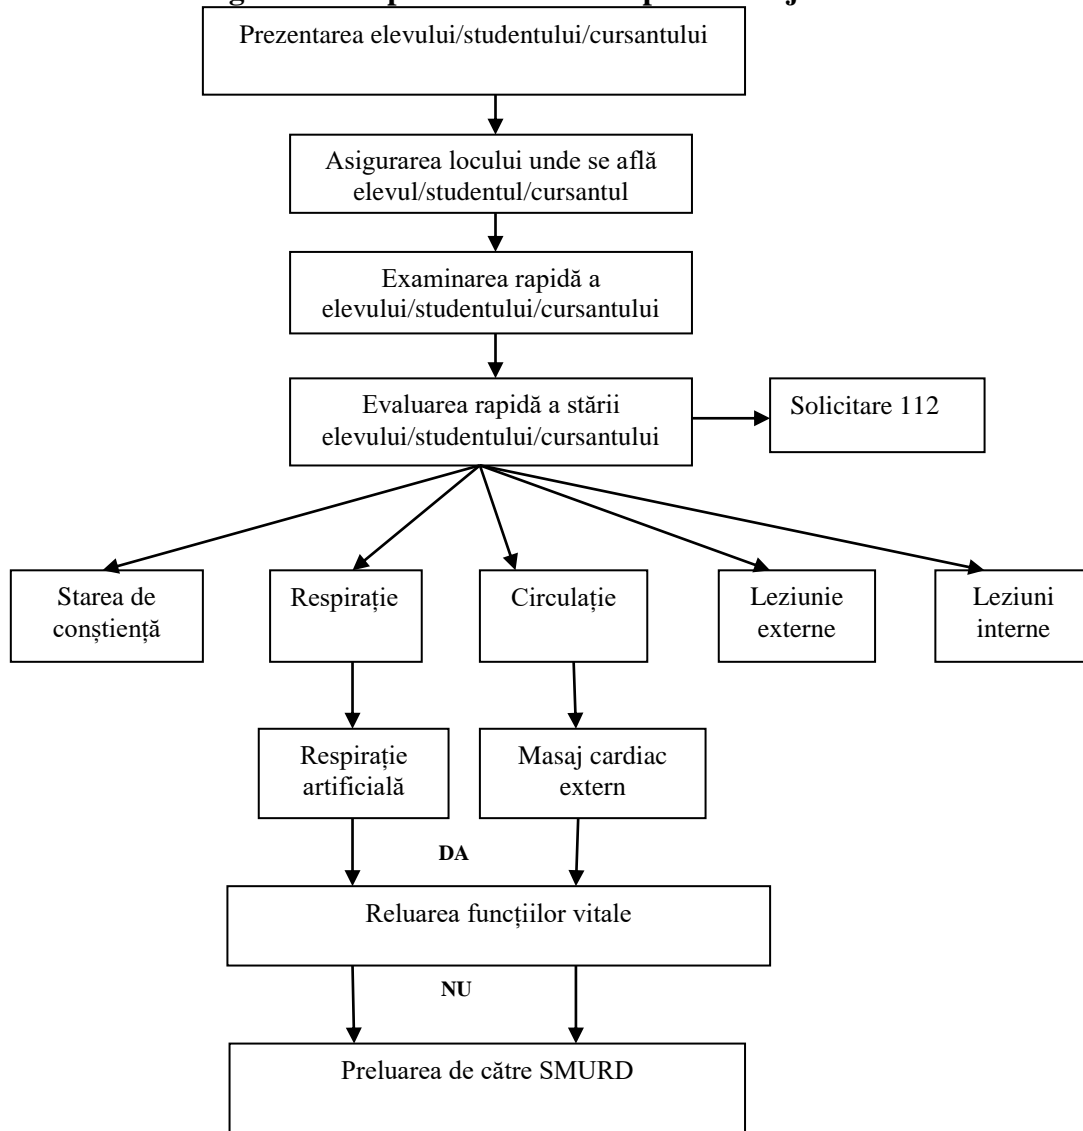 Prezentarea elevului/studentului/cursantului
Asigurarea locului unde se află
elevul/studentul/cursantul
Examinarea rapidă a
elevului/studentului/cursantului
Evaluarea rapidă a stării
elevului/studentului/cursantului
Solicitare 112
Starea de
conștiență
Respirație
Circulație
Leziunie
externe
Leziuni
interne
Respirație
artificială
Masaj cardiac
extern
DA
Reluarea funcțiilor vitale
NU
Preluarea de către SMURD